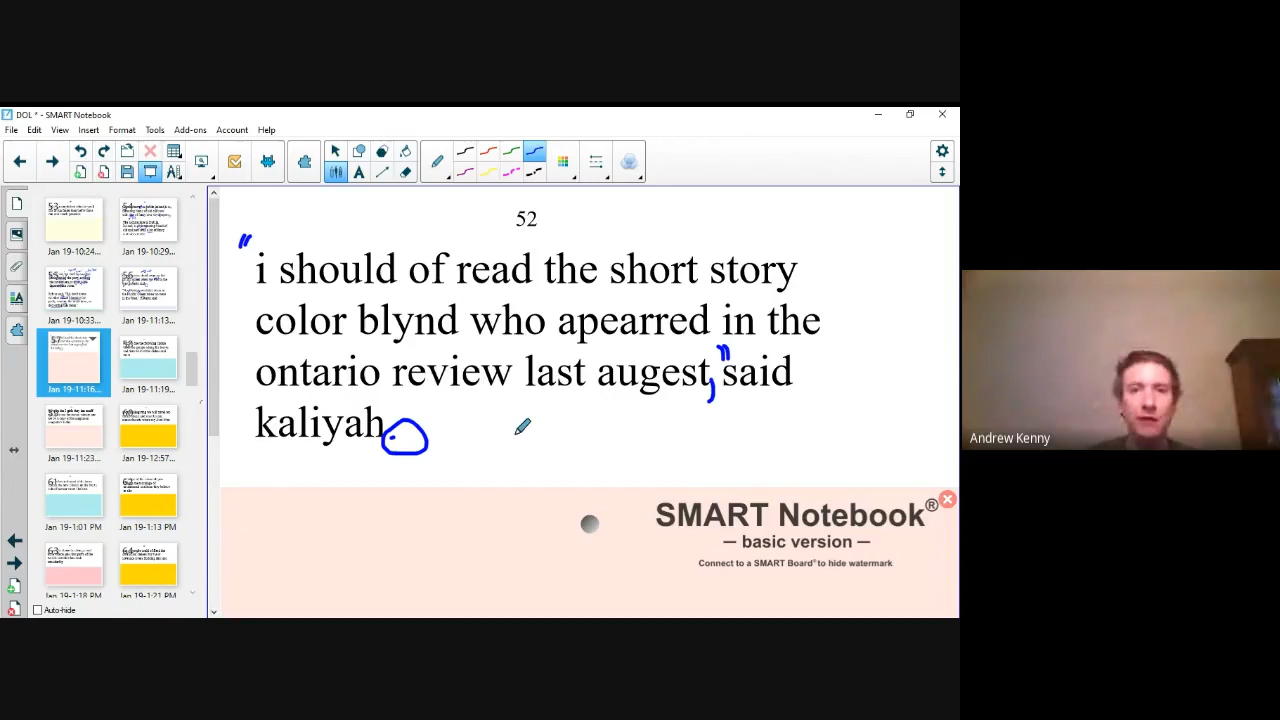 DOL * - SMART Notebook
File Edit View Insert Format Tools Add-ons Account Help
52
"i should of read the short story
color blynd who apearred in the
ontario review last augest," said
kaliyah.
Jan 19-10:24... Jan 19-10:29...
Jan 19-10:33... Jan 19-11:13...
Jan 19-11:16... Jan 19-11:19...
Jan 19-11:23... Jan 19-12:57...
Jan 19-1:01 PM Jan 19-1:13 PM
Jan 19-1:18 PM Jan 19-1:21 PM
Auto-hide
SMART Notebook®
— basic version —
Connect to a SMART Board® to hide watermark
Andrew Kenny